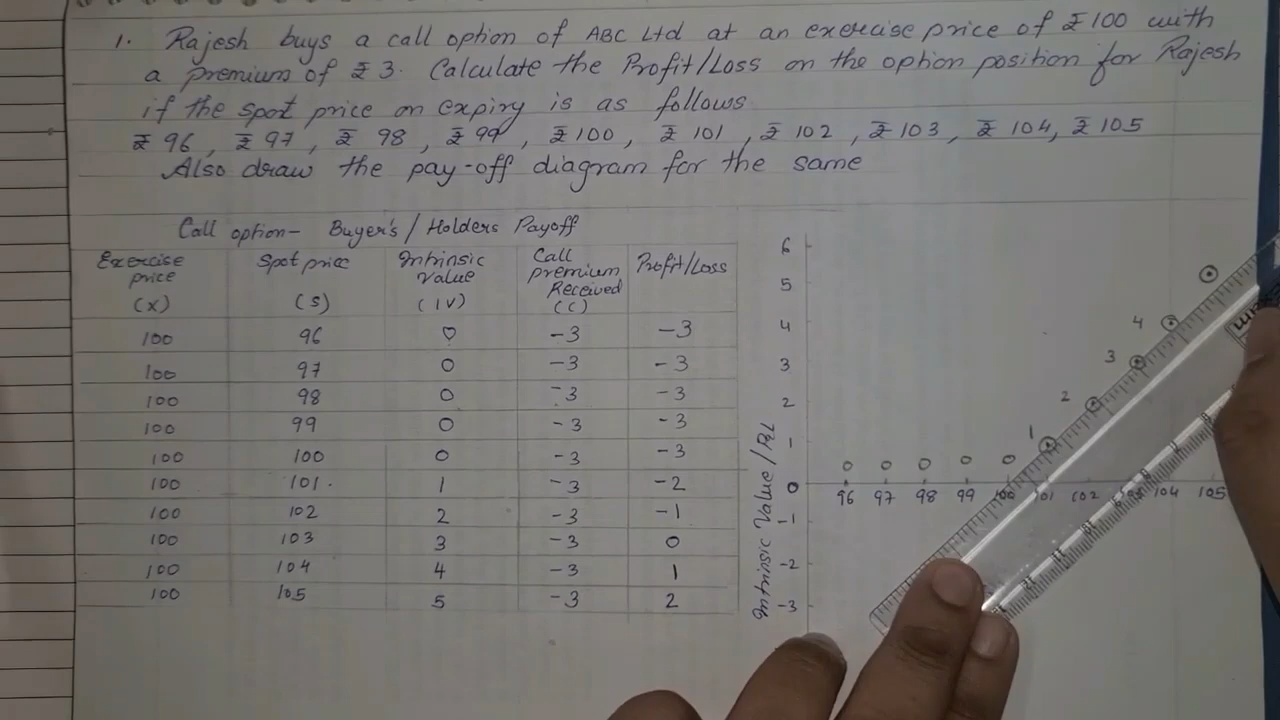 1. Rajesh buys a call option of ABC Ltd at an exercise price of ₹100 with
a premium of ₹3. Calculate the Profit/Loss on the option position for Rajesh
if the spot price on expiry is as follows
₹ 96, ₹ 97, ₹ 98, ₹ 99, ₹ 100, ₹ 101, ₹ 102, ₹ 103, ₹ 104, ₹ 105
Also draw the pay-off diagram for the same
Call option- Buyer's/Holders Payoff
Exercise price (X) Spot price (S) Intrinsic Value (IV) Call premium Received (C) Profit/Loss
100 96 0 -3 -3
100 97 0 -3 -3
100 98 0 -3 -3
100 99 0 -3 -3
100 100 0 -3 -3
100 101. 1 -3 -2
100 102 2 -3 -1
100 103 3 -3 0
100 104 4 -3 1
100 105 5 -3 2
Intrinsic Value/P/L
6
5
4
3
2
1
0
-1
-2
-3
96 97 98 99 100 101 102 103 104 105
0 0 0 0 0 1 2 3 4